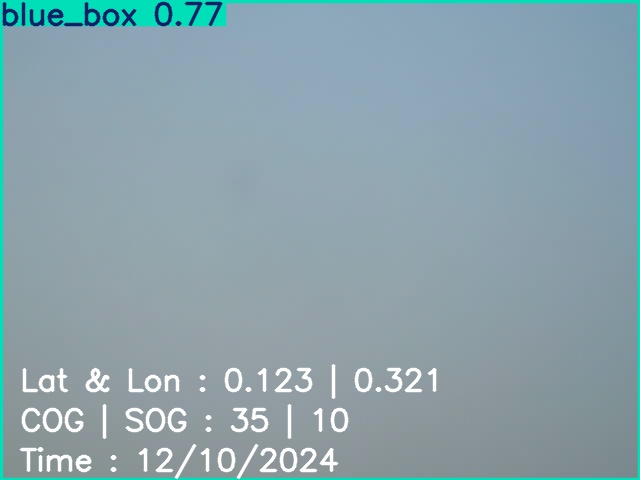 blue_box 0.77
Lat & Lon : 0.123 | 0.321
COG | SOG : 35 | 10
Time : 12/10/2024